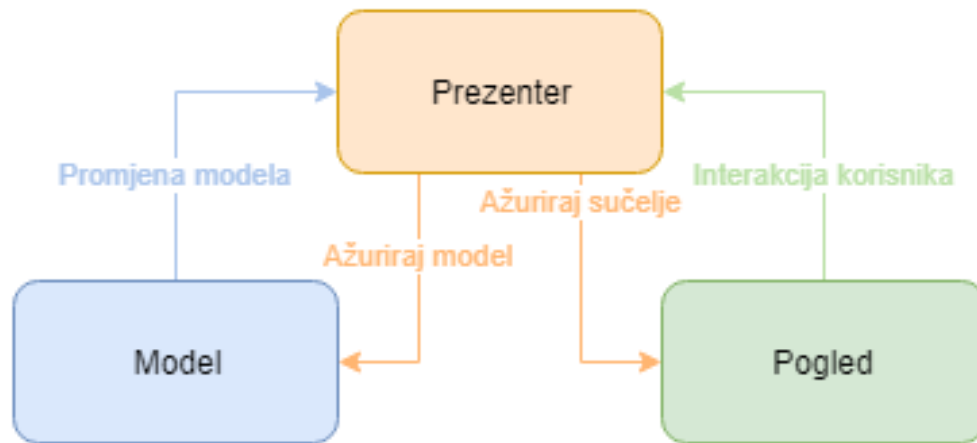 Prezenter
Promjena modela
Interakcija korisnika
Ažuriraj sučelje
Ažuriraj model
Model
Pogled